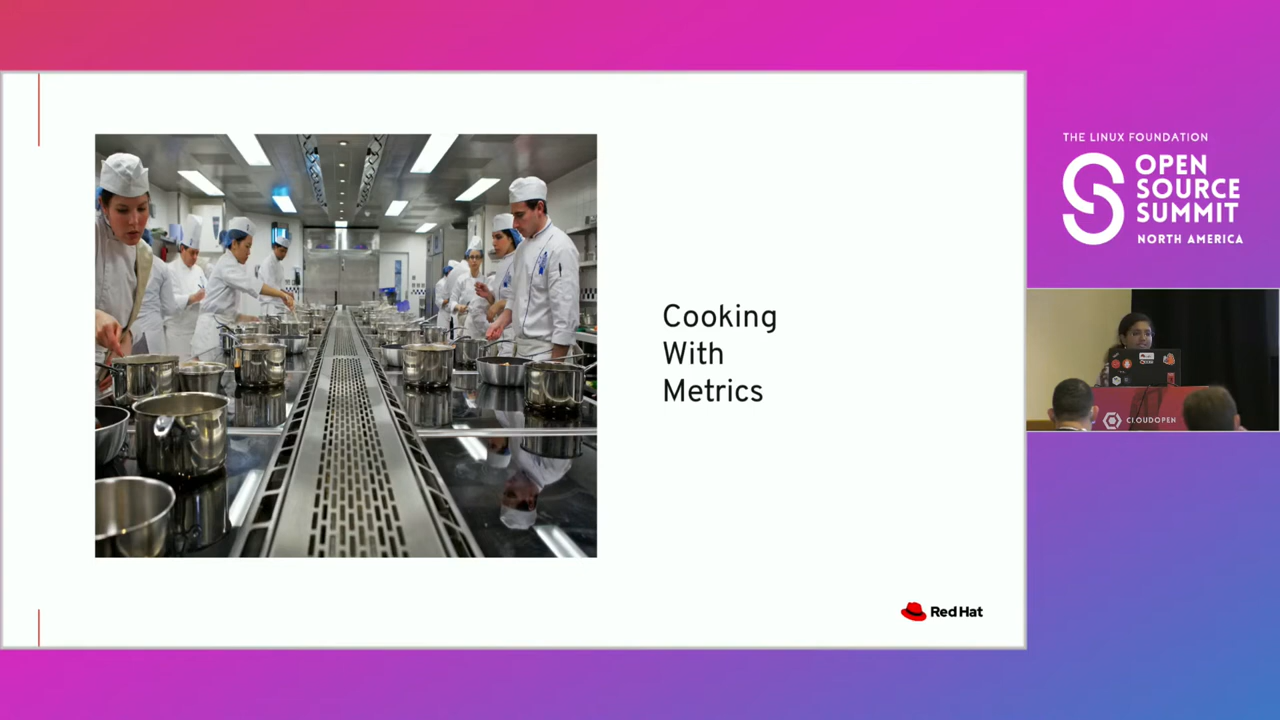 Cooking
With
Metrics
Red Hat
THE LINUX FOUNDATION
OPEN
SOURCE
SUMMIT
NORTH AMERICA
CLOUDOPEN